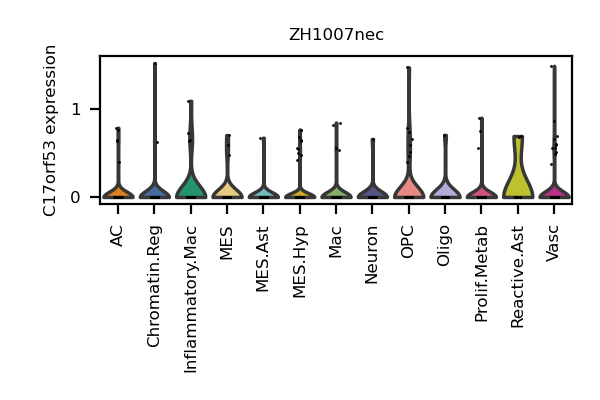 ZH1007nec
C17orf53 expression
1
0
AC
Chromatin.Reg
Inflammatory.Mac
MES
MES.Ast
MES.Hyp
Mac
Neuron
OPC
Oligo
Prolif.Metab
Reactive.Ast
Vasc